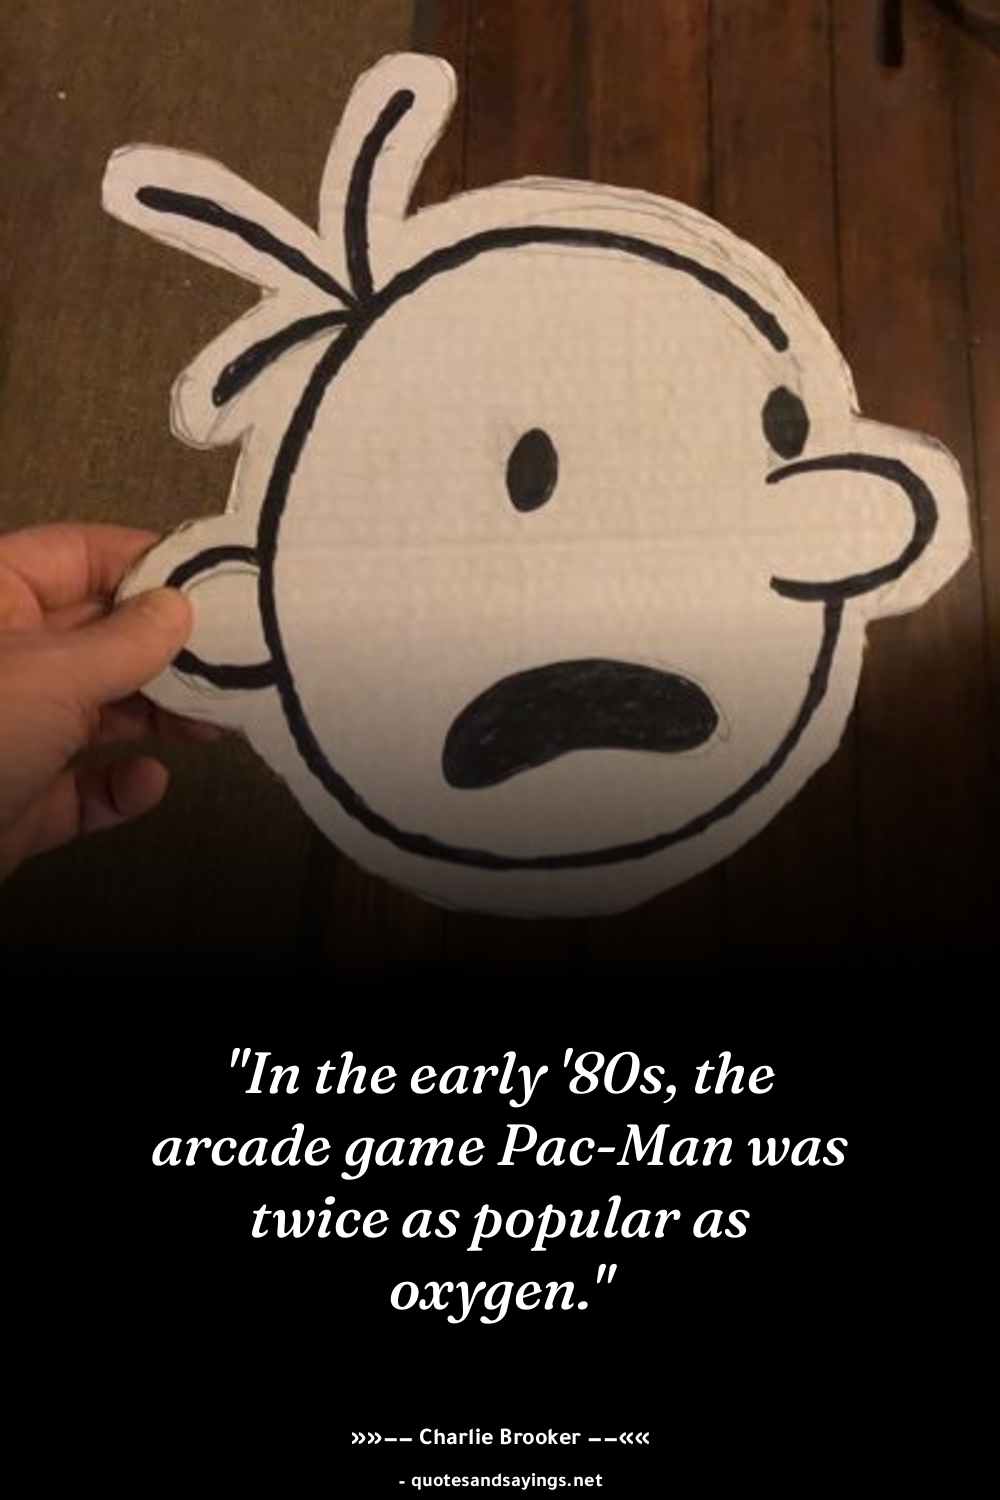 "In the early '80s, the
arcade game Pac-Man was
twice as popular as
oxygen."
»»–– Charlie Brooker ––««
- quotesandsayings.net